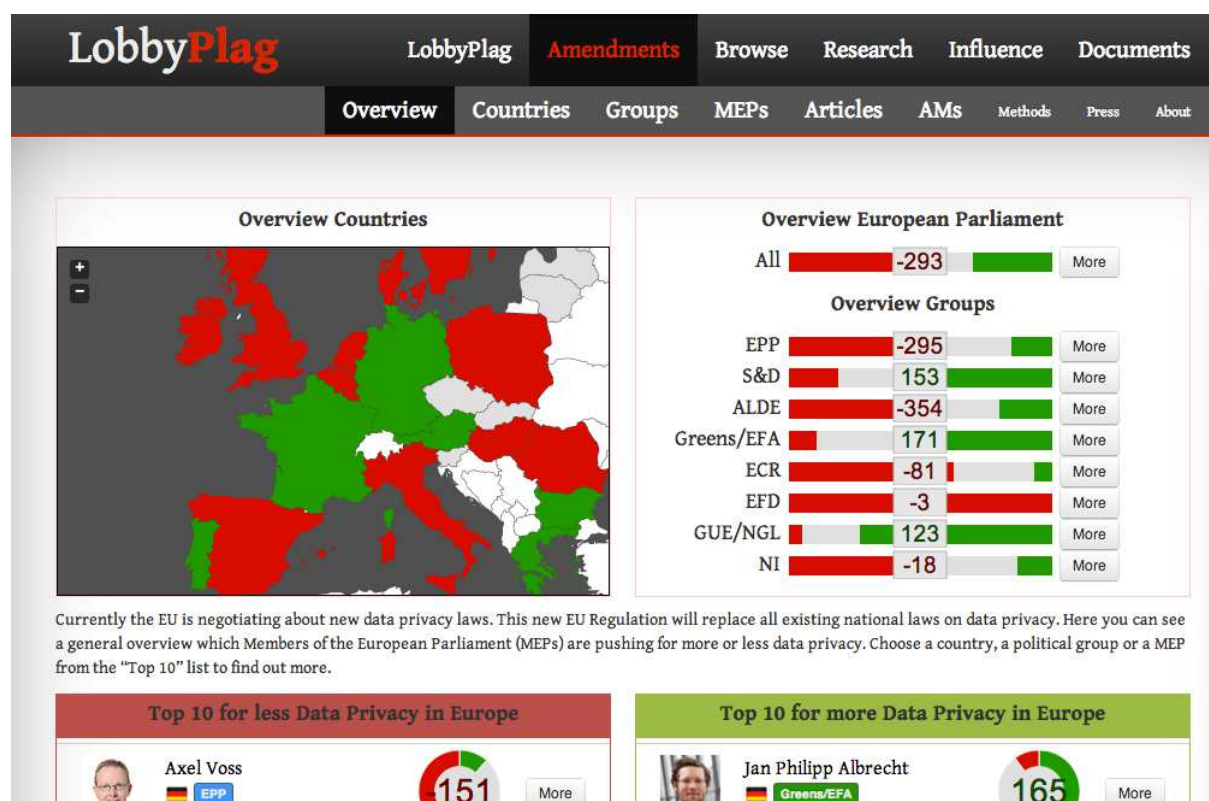 LobbyPlag
LobbyPlag Amendments Browse Research Influence Documents
Overview Countries Groups MEPs Articles AMs Methods Press About
Overview Countries
+
−
Overview European Parliament
All -293 More
Overview Groups
EPP -295 More
S&D 153 More
ALDE -354 More
Greens/EFA 171 More
ECR -81 More
EFD -3 More
GUE/NGL 123 More
NI -18 More
Currently the EU is negotiating about new data privacy laws. This new EU Regulation will replace all existing national laws on data privacy. Here you can see
a general overview which Members of the European Parliament (MEPs) are pushing for more or less data privacy. Choose a country, a political group or a MEP
from the “Top 10” list to find out more.
Top 10 for less Data Privacy in Europe
Axel Voss
EPP
-151
More
Top 10 for more Data Privacy in Europe
Jan Philipp Albrecht
Greens/EFA
165
More